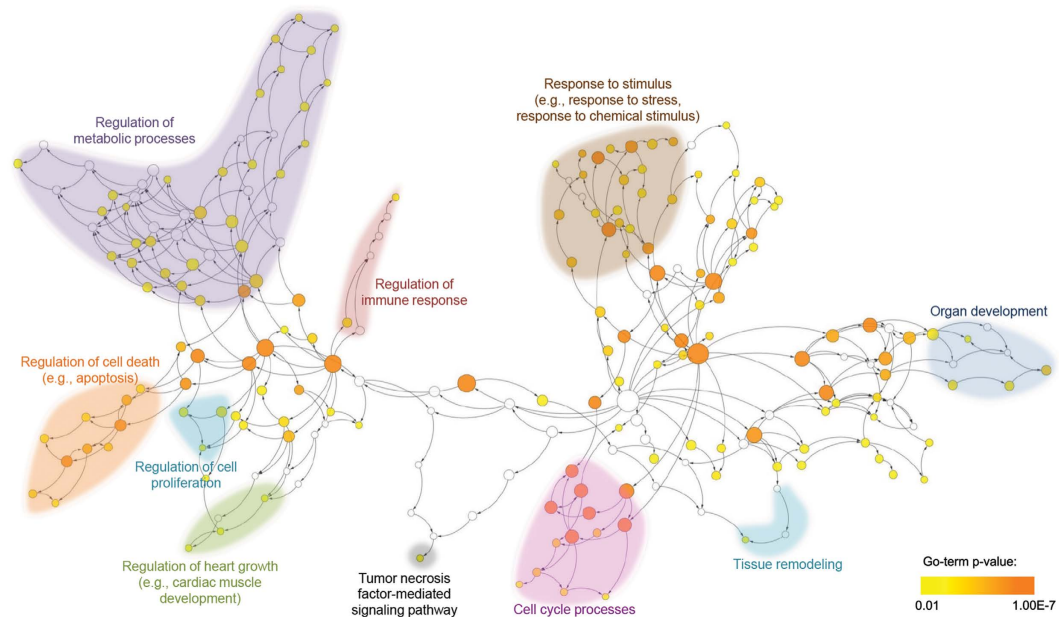 Response to stimulus
(e.g., response to stress,
response to chemical stimulus)
Regulation of
metabolic processes
Regulation of
immune response
Organ development
Regulation of cell death
(e.g., apoptosis)
Regulation of cell
proliferation
Regulation of heart growth
(e.g., cardiac muscle
development)
Tumor necrosis
factor-mediated
signaling pathway
Cell cycle processes
Tissue remodeling
Go-term p-value:
0.01 1.00E-7